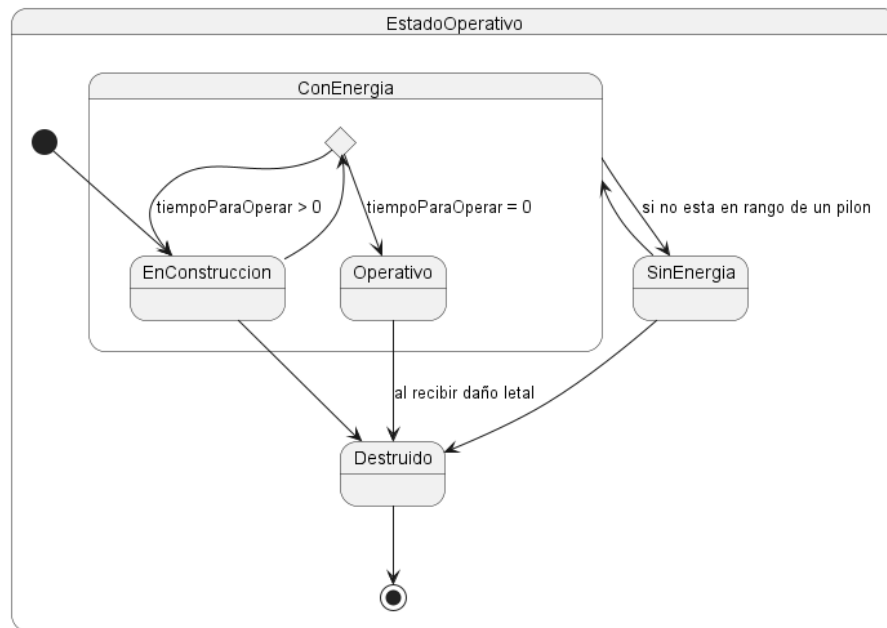 EstadoOperativo
ConEnergia
tiempoParaOperar > 0
tiempoParaOperar = 0
si no esta en rango de un pilon
EnConstruccion
Operativo
SinEnergia
al recibir daño letal
Destruido